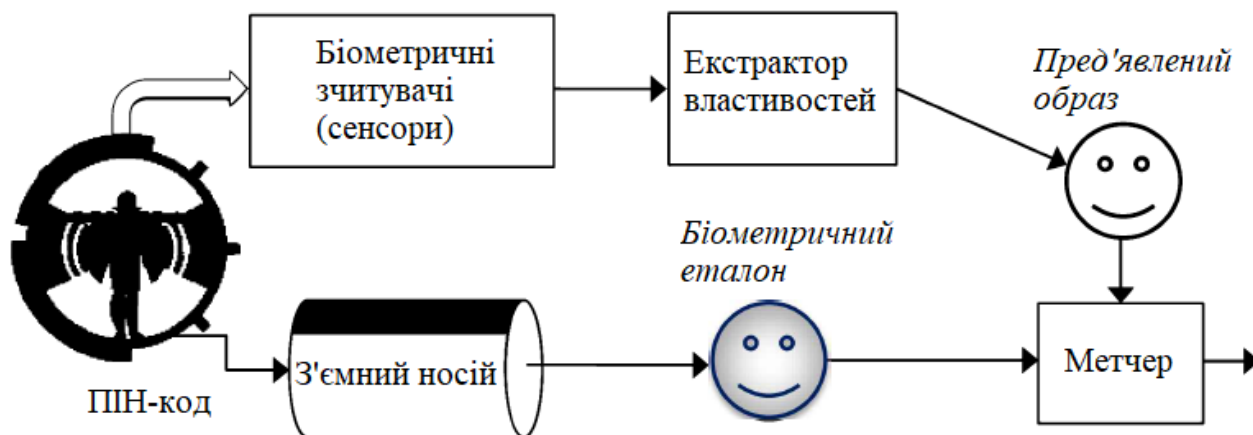 Біометричні
зчитувачі
(сенсори)
Екстрактор
властивостей
Пред'явлений
образ
Біометричний
еталон
З'ємний носій
ПІН-код
Метчер